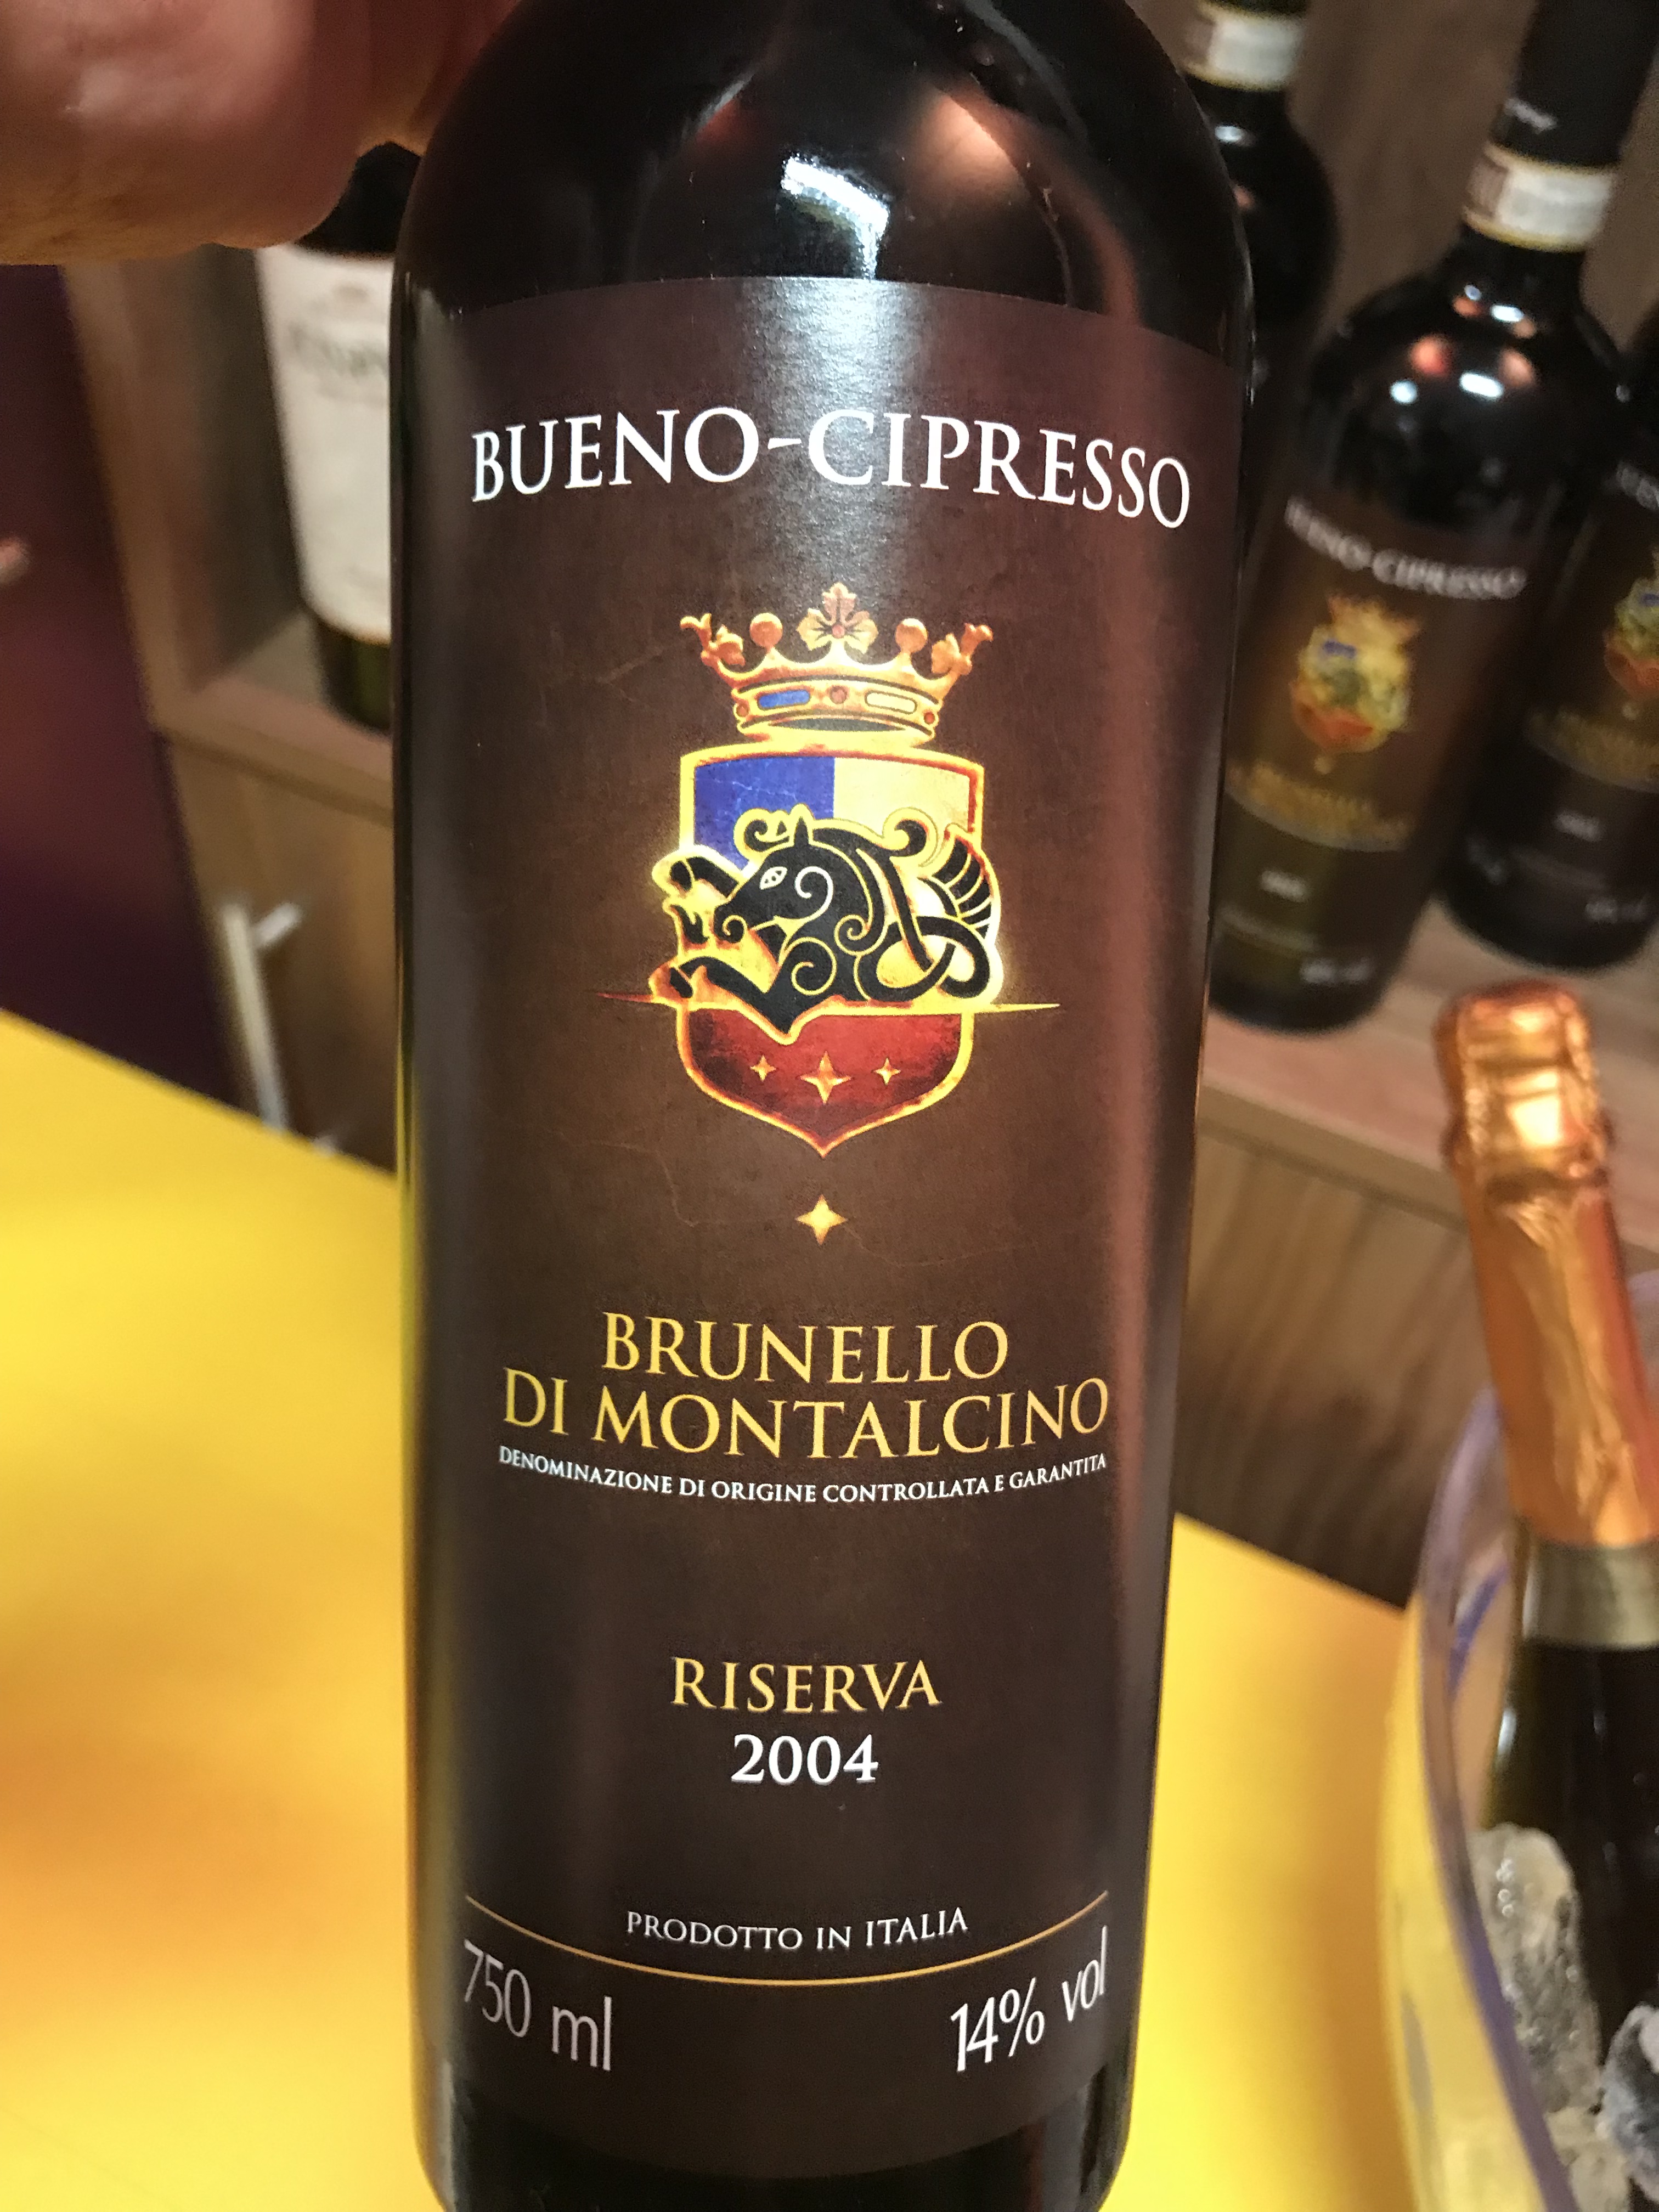 BUENO-CIPRESSO
BRUNELLO
DI MONTALCINO
DENOMINAZIONE DI ORIGINE CONTROLLATA E GARANTITA
RISERVA
2004
PRODOTTO IN ITALIA
750 ml
14% vol
BUENO-CIPRESSO